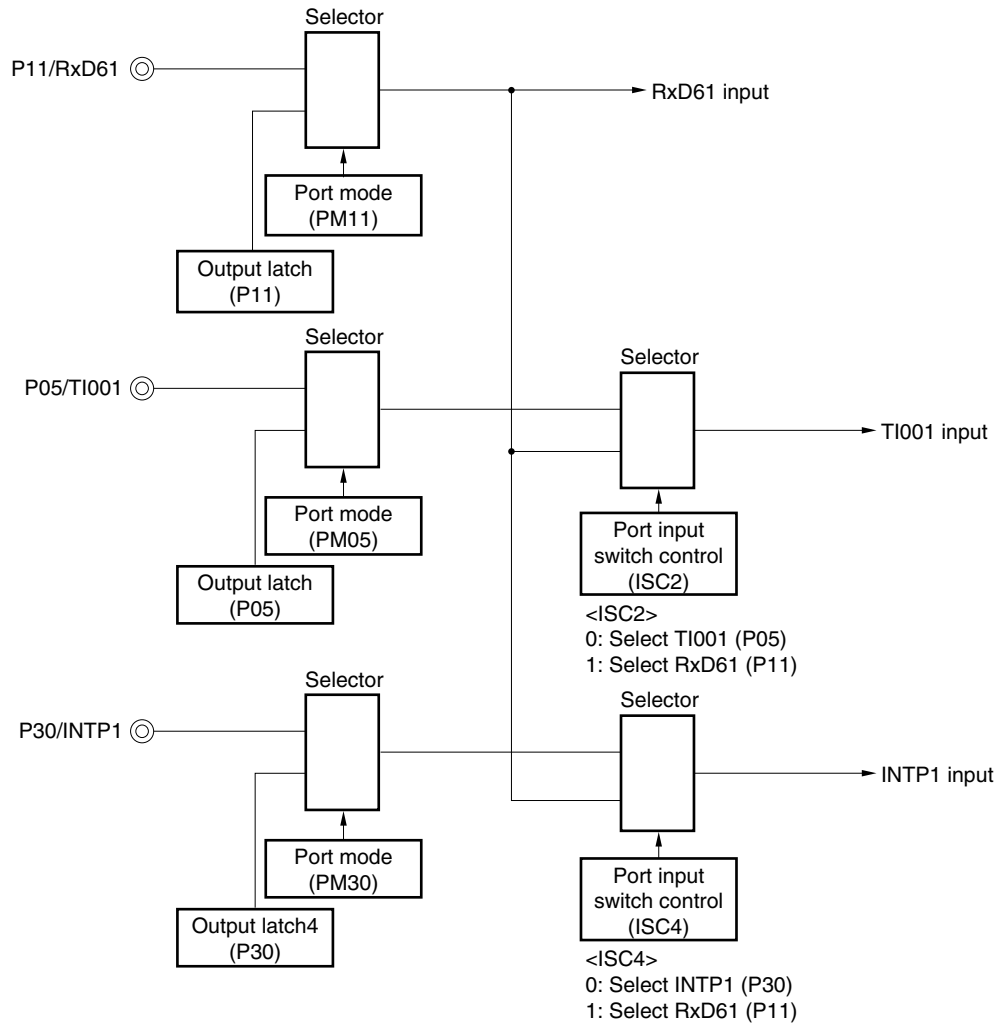 Selector
P11/RxD61
RxD61 input
Port mode
(PM11)
Output latch
(P11)
Selector
P05/TI001
Port mode
(PM05)
Output latch
(P05)
Selector
TI001 input
Port input
switch control
(ISC2)
<ISC2>
0: Select TI001 (P05)
1: Select RxD61 (P11)
Selector
P30/INTP1
Port mode
(PM30)
Output latch4
(P30)
Selector
INTP1 input
Port input
switch control
(ISC4)
<ISC4>
0: Select INTP1 (P30)
1: Select RxD61 (P11)